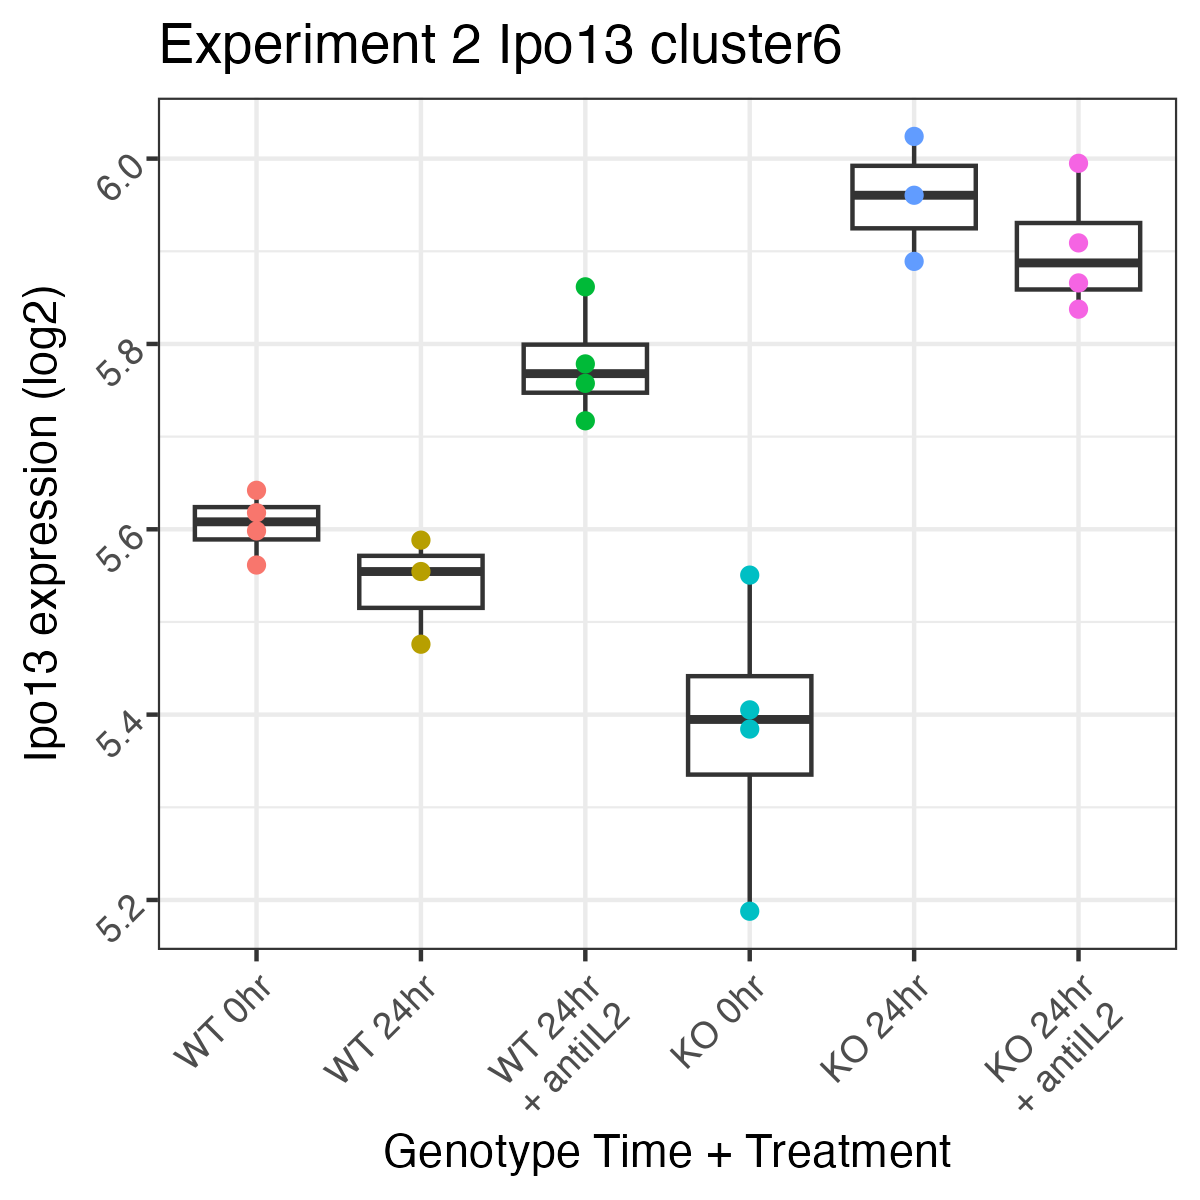 Experiment 2 Ipo13 cluster6
Ipo13 expression (log2)
6.0
5.8
5.6
5.4
5.2
WT 0hr
WT 24hr
WT 24hr
+ antiIL2
KO 0hr
KO 24hr
KO 24hr
+ antiIL2
Genotype Time + Treatment